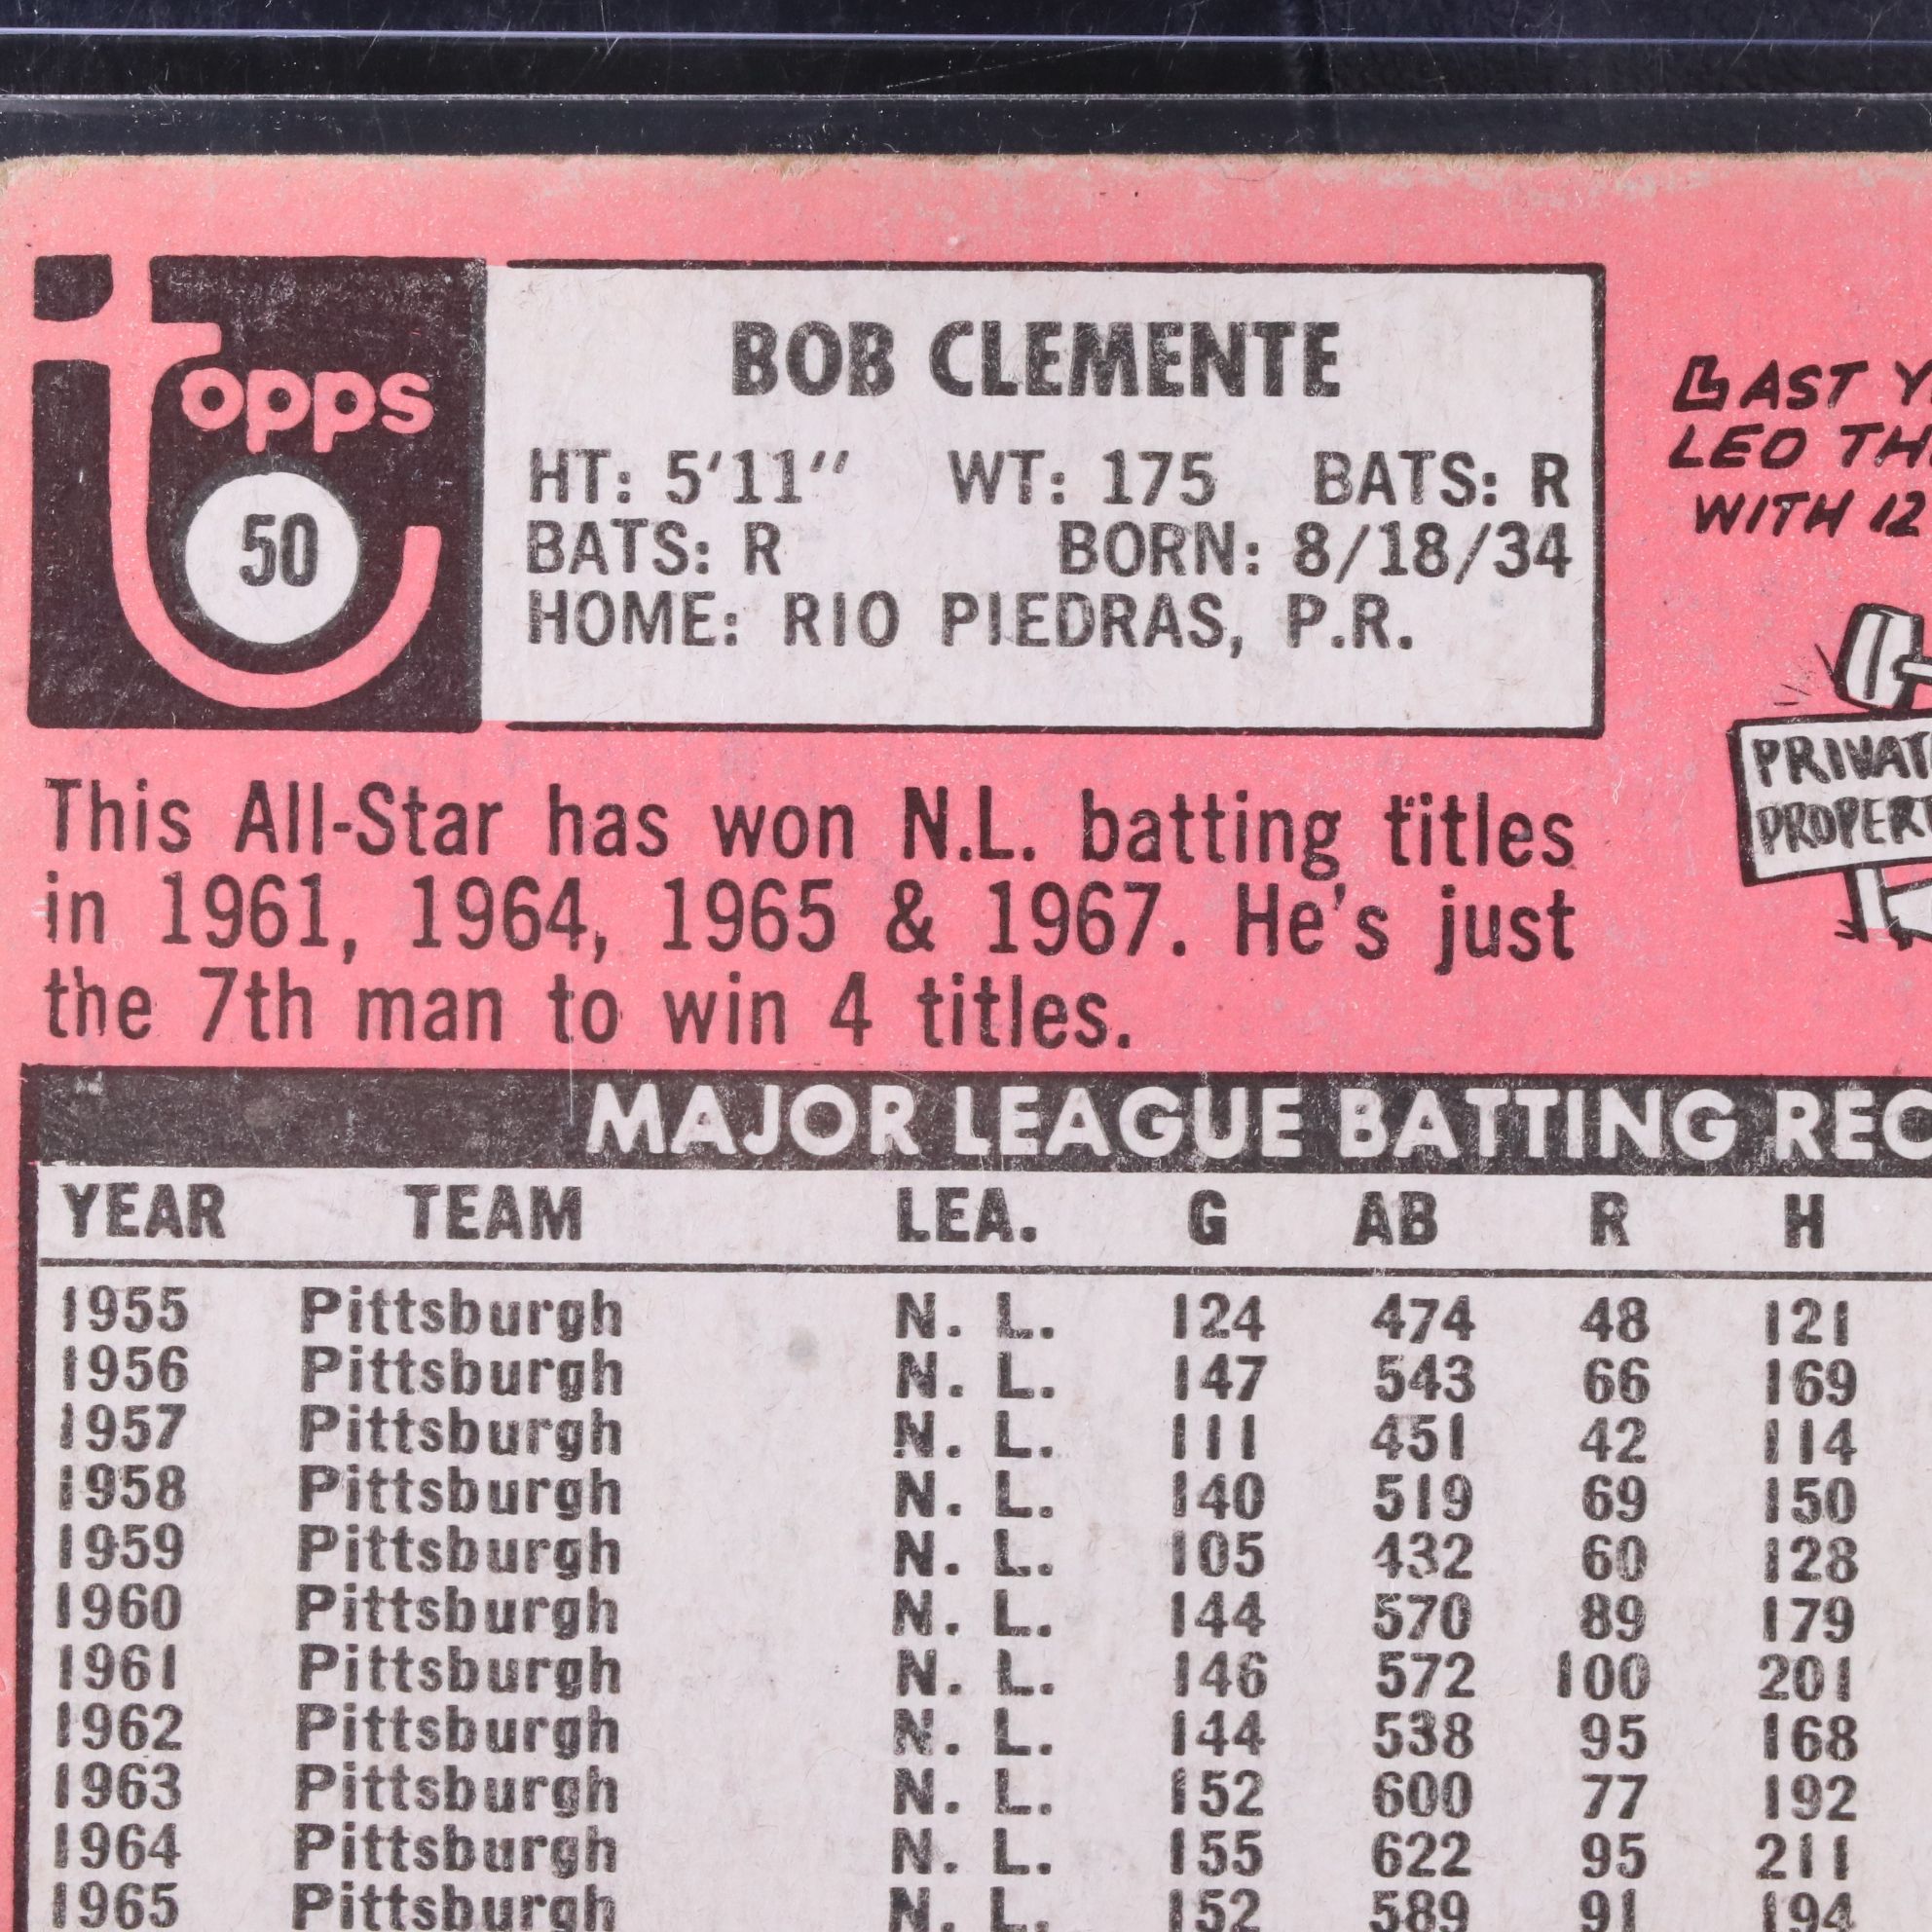 topps
50
BOB CLEMENTE
HT: 5'11" WT: 175 BATS: R
BATS: R BORN: 8/18/34
HOME: RIO PIEDRAS, P.R.
LAST
LED
WITH 12
PRIVAT
PROPER
This All-Star has won N.L. batting titles
in 1961, 1964, 1965 & 1967. He's just
the 7th man to win 4 titles.
MAJOR LEAGUE BATTING REC
YEAR TEAM LEA. G AB R H
1955 Pittsburgh N. L. 124 474 48 121
1956 Pittsburgh N. L. 147 543 66 169
1957 Pittsburgh N. L. 111 451 42 114
1958 Pittsburgh N. L. 140 519 69 150
1959 Pittsburgh N. L. 105 432 60 128
1960 Pittsburgh N. L. 144 570 89 179
1961 Pittsburgh N. L. 146 572 100 201
1962 Pittsburgh N. L. 144 538 95 168
1963 Pittsburgh N. L. 152 600 77 192
1964 Pittsburgh N. L. 155 622 95 211
1965 Pittsburgh N. L. 152 589 91 194